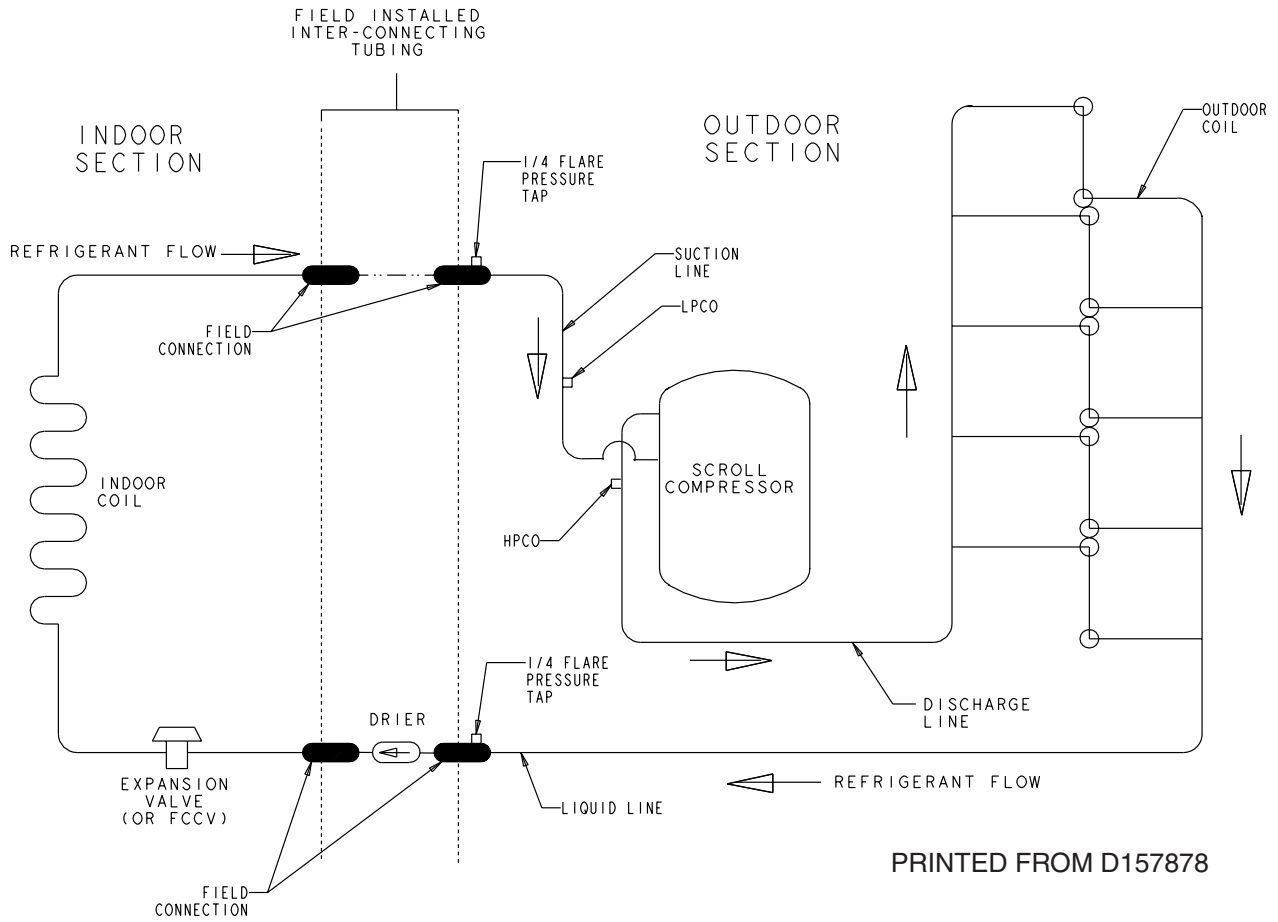 FIELD INSTALLED
INTER-CONNECTING
TUBING
INDOOR
SECTION
OUTDOOR
SECTION
OUTDOOR
COIL
1/4 FLARE
PRESSURE
TAP
REFRIGERANT FLOW
SUCTION
LINE
LPCO
FIELD
CONNECTION
INDOOR
COIL
SCROLL
COMPRESSOR
HPCO
1/4 FLARE
PRESSURE
TAP
DISCHARGE
LINE
DRIER
EXPANSION
VALVE
(OR FCCV)
REFRIGERANT FLOW
LIQUID LINE
PRINTED FROM D157878
FIELD
CONNECTION